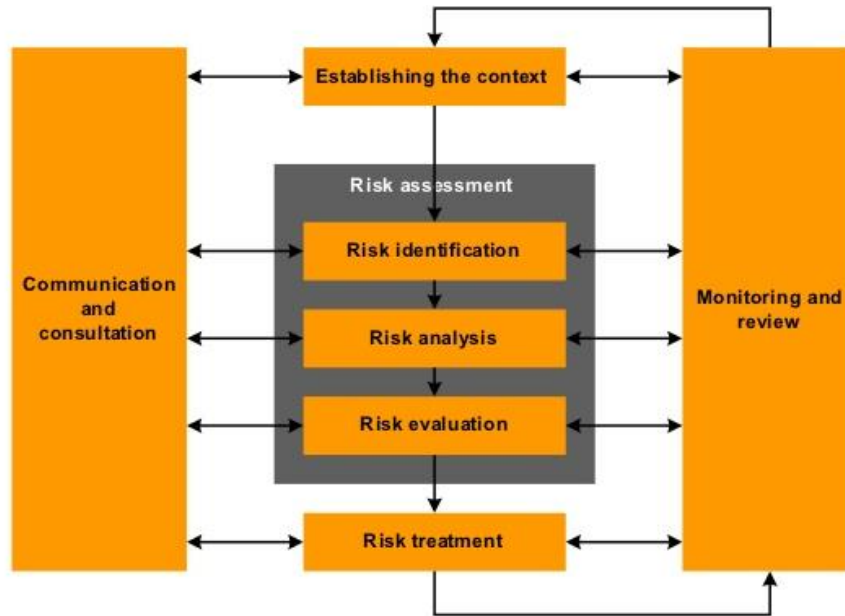 Establishing the context
Risk assessment
Risk identification
Communication
and
consultation
Monitoring and
review
Risk analysis
Risk evaluation
Risk treatment